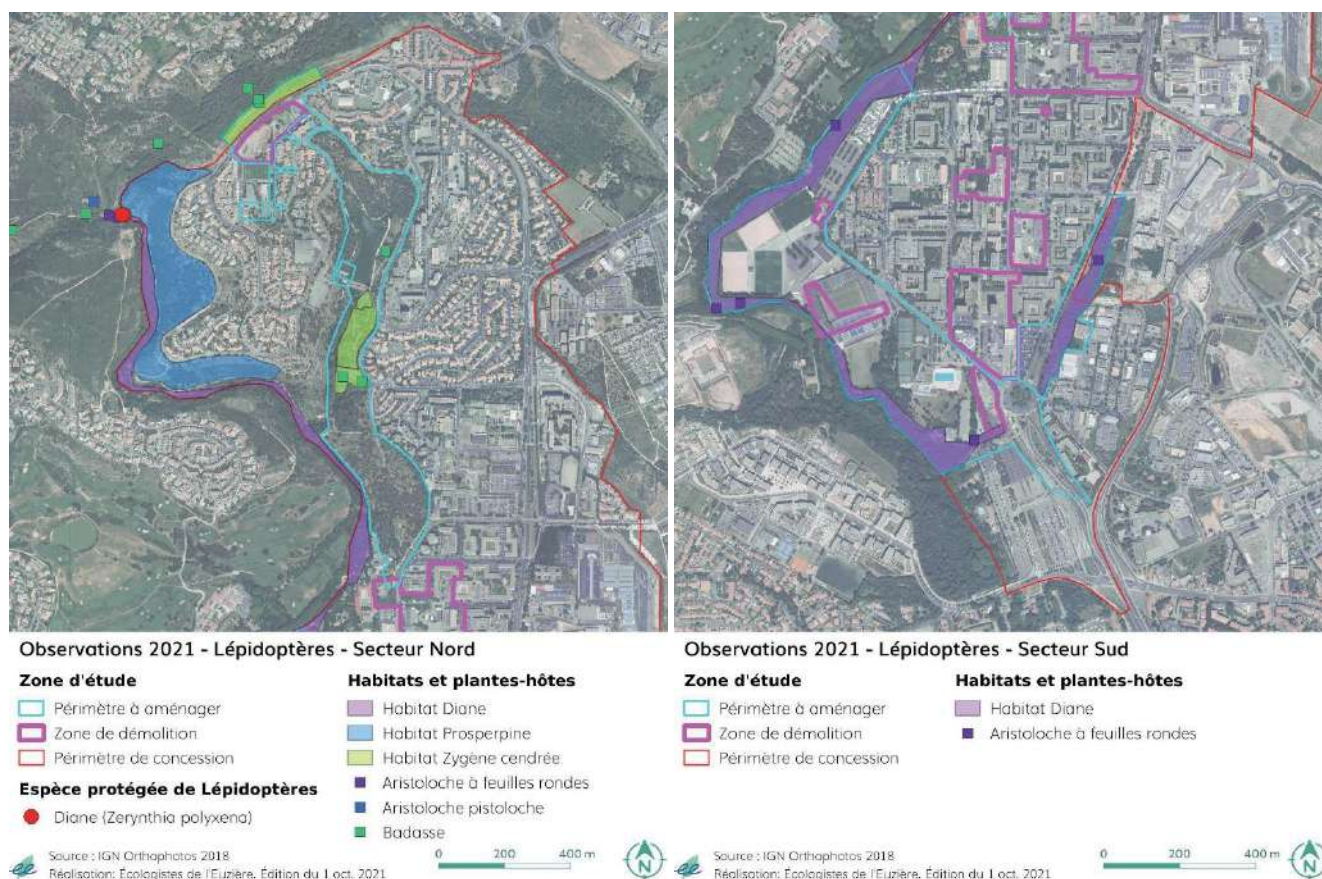 Observations 2021 - Lépidoptères - Secteur Nord
Zone d'étude
Périmètre à aménager
Zone de démolition
Périmètre de concession
Espèce protégée de Lépidoptères
Diane (Zerynthia polyxena)
Habitats et plantes-hôtes
Habitat Diane
Habitat Prosperpine
Habitat Zygène cendrée
Aristoloche à feuilles rondes
Aristoloche pistoloche
Badasse
ee
Source : IGN Orthophotos 2018
Réalisation: Écologistes de l'Euzière, Édition du 1 oct. 2021
0 200 400 m
N
Observations 2021 - Lépidoptères - Secteur Sud
Zone d'étude
Périmètre à aménager
Zone de démolition
Périmètre de concession
Habitats et plantes-hôtes
Habitat Diane
Aristoloche à feuilles rondes
ee
Source : IGN Orthophotos 2018
Réalisation: Écologistes de l'Euzière, Édition du 1 oct. 2021
0 200 400 m
N